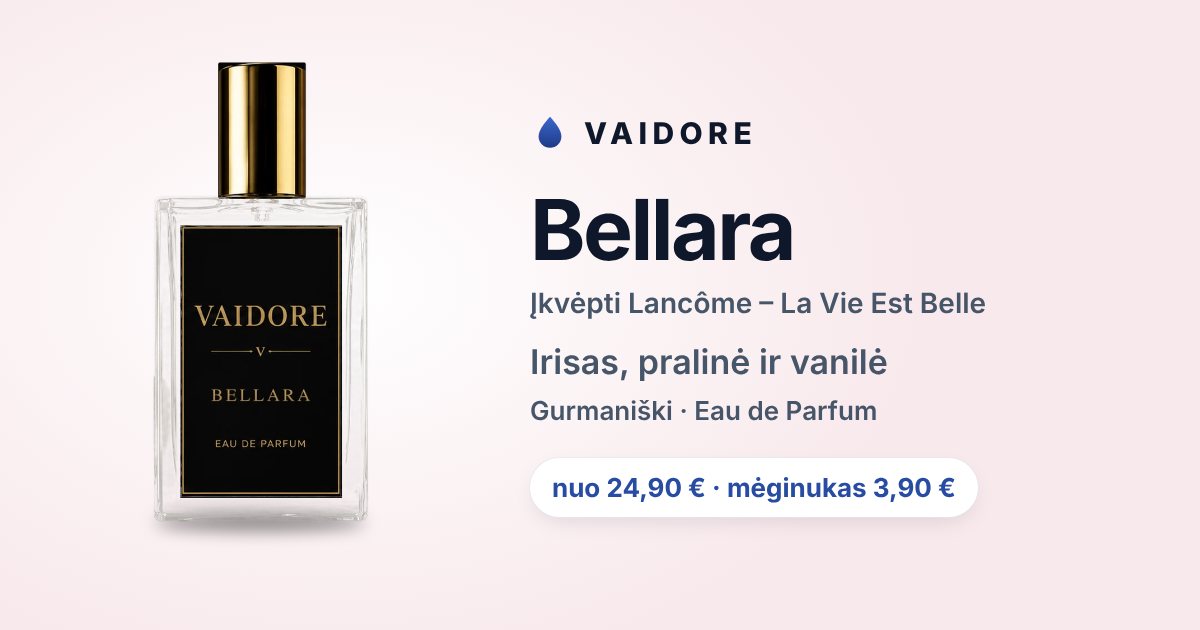 VAIDORE
V
BELLARA
EAU DE PARFUM
VAIDORE
Bellara
Įkvėpti Lancôme – La Vie Est Belle
Irisas, pralinė ir vanilė
Gurmaniški · Eau de Parfum
nuo 24,90 € · mėginukas 3,90 €